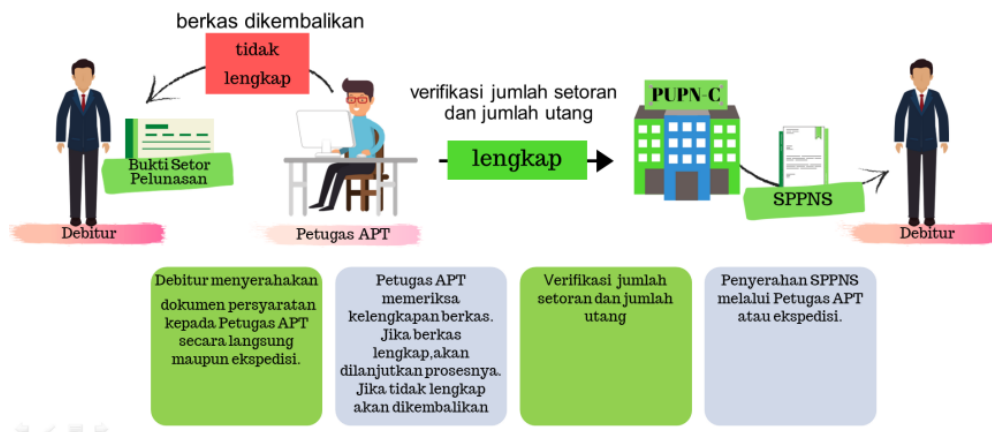 berkas dikembalikan
tidak
lengkap
verifikasi jumlah setoran
dan jumlah utang
PUPN-C
lengkap
Bukti Setor
Pelunasan
SPPNS
Debitur
Petugas APT
Debitur
Debitur menyerahakan
dokumen persyaratan
kepada Petugas APT
secara langsung
maupun ekspedisi.
Petugas APT
memeriksa
kelengkapan berkas.
Jika berkas
lengkap,akan
dilanjutkan prosesnya.
Jika tidak lengkap
akan dikembalikan
Verifikasi jumlah
setoran dan jumlah
utang
Penyerahan SPPNS
melalui Petugas APT
atau ekspedisi.